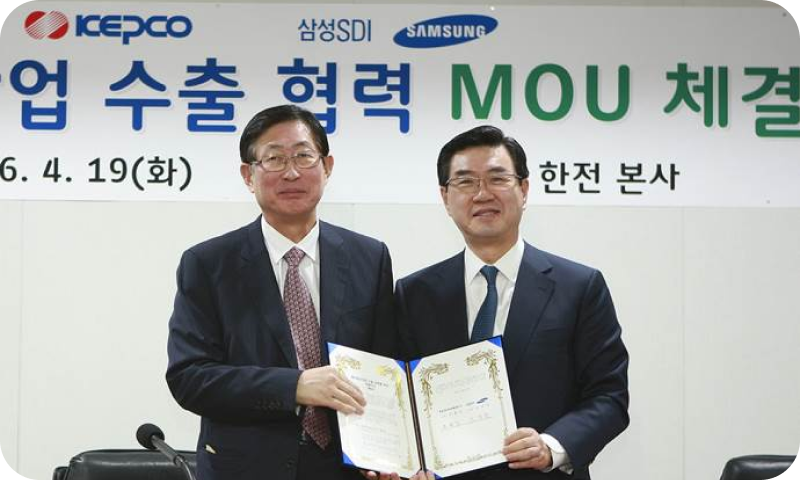 KEPCO 삼성SDI SAMSUNG
업 수출 협력 MOU 체결
6. 4. 19(화) 한전 본사